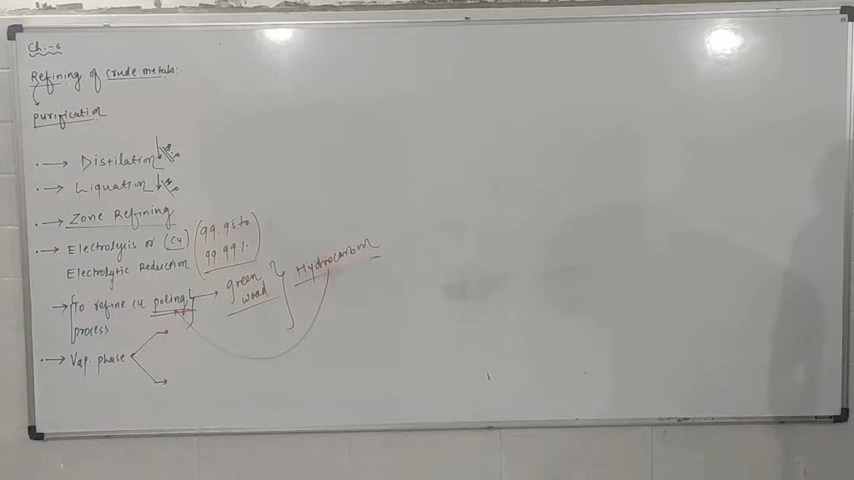 Ch:-6
Refining of crude metals:
purification
Distilation ↓ B.P
Liquation ↓ M.P
Zone Refining
Electrolysis or (Cu) (99.95 to
Electrolytic Reduction 99.99%)
To refine Cu poling → green wood } Hydrocarbon
process
Vap. phase